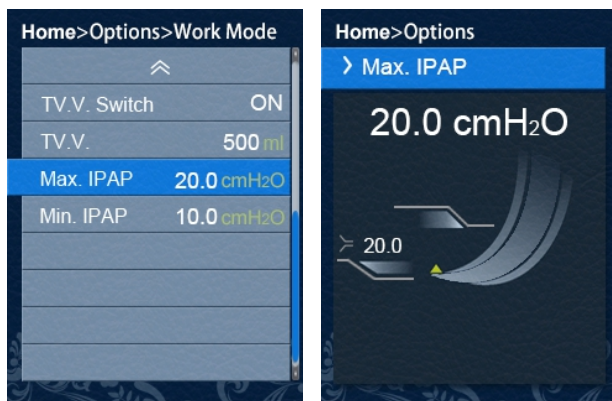 Home>Options>Work Mode
TV.V. Switch ON
TV.V. 500 ml
Max. IPAP 20.0 cmH2O
Min. IPAP 10.0 cmH2O
Home>Options
> Max. IPAP
20.0 cmH2O
20.0